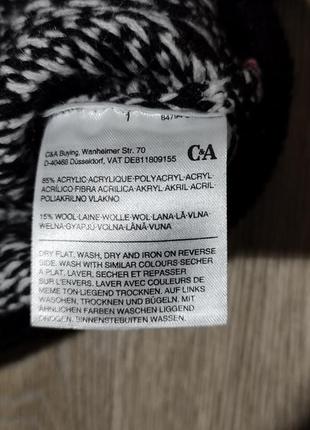 C&A Buying, Wanheimer Str. 70
D-40468 Düsseldorf, VAT DE811809155
C&A
85% ACRYLIC-ACRYLIQUE-POLYACRYL-ACRYL-
ACRÍLICO-FIBRA ACRILICA-AKRYL-AKRIL-ACRIL-
POLIAKRILNO VLAKNO
15% WOOL-LAINE-WOLLE-WOL-LANA-LÃ-VLNA-
WEŁNA-GYAPJÚ-VOLNA-LÂNĂ-VUNA
DRY FLAT. WASH, DRY AND IRON ON REVERSE
SIDE. WASH WITH SIMILAR COLOURS-SECHER
A PLAT, LAVER, SECHER ET REPASSER
SUR L'ENVERS. LAVER AVEC COULEURS DE
MEME TON-LIEGEND TROCKNEN. AUF LINKS
WASCHEN, TROCKNEN UND BÜGELN. MIT
ÄHNLICHEN FARBEN WASCHEN LIGGEND
DROGEN. BINNENSTEBUITEN WASSEN,